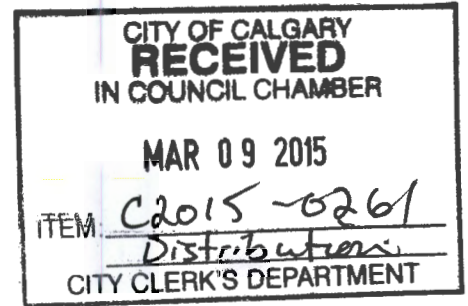 CITY OF CALGARY
RECEIVED
IN COUNCIL CHAMBER
MAR 09 2015
ITEM: C2015-0261
Distribution
CITY CLERK'S DEPARTMENT